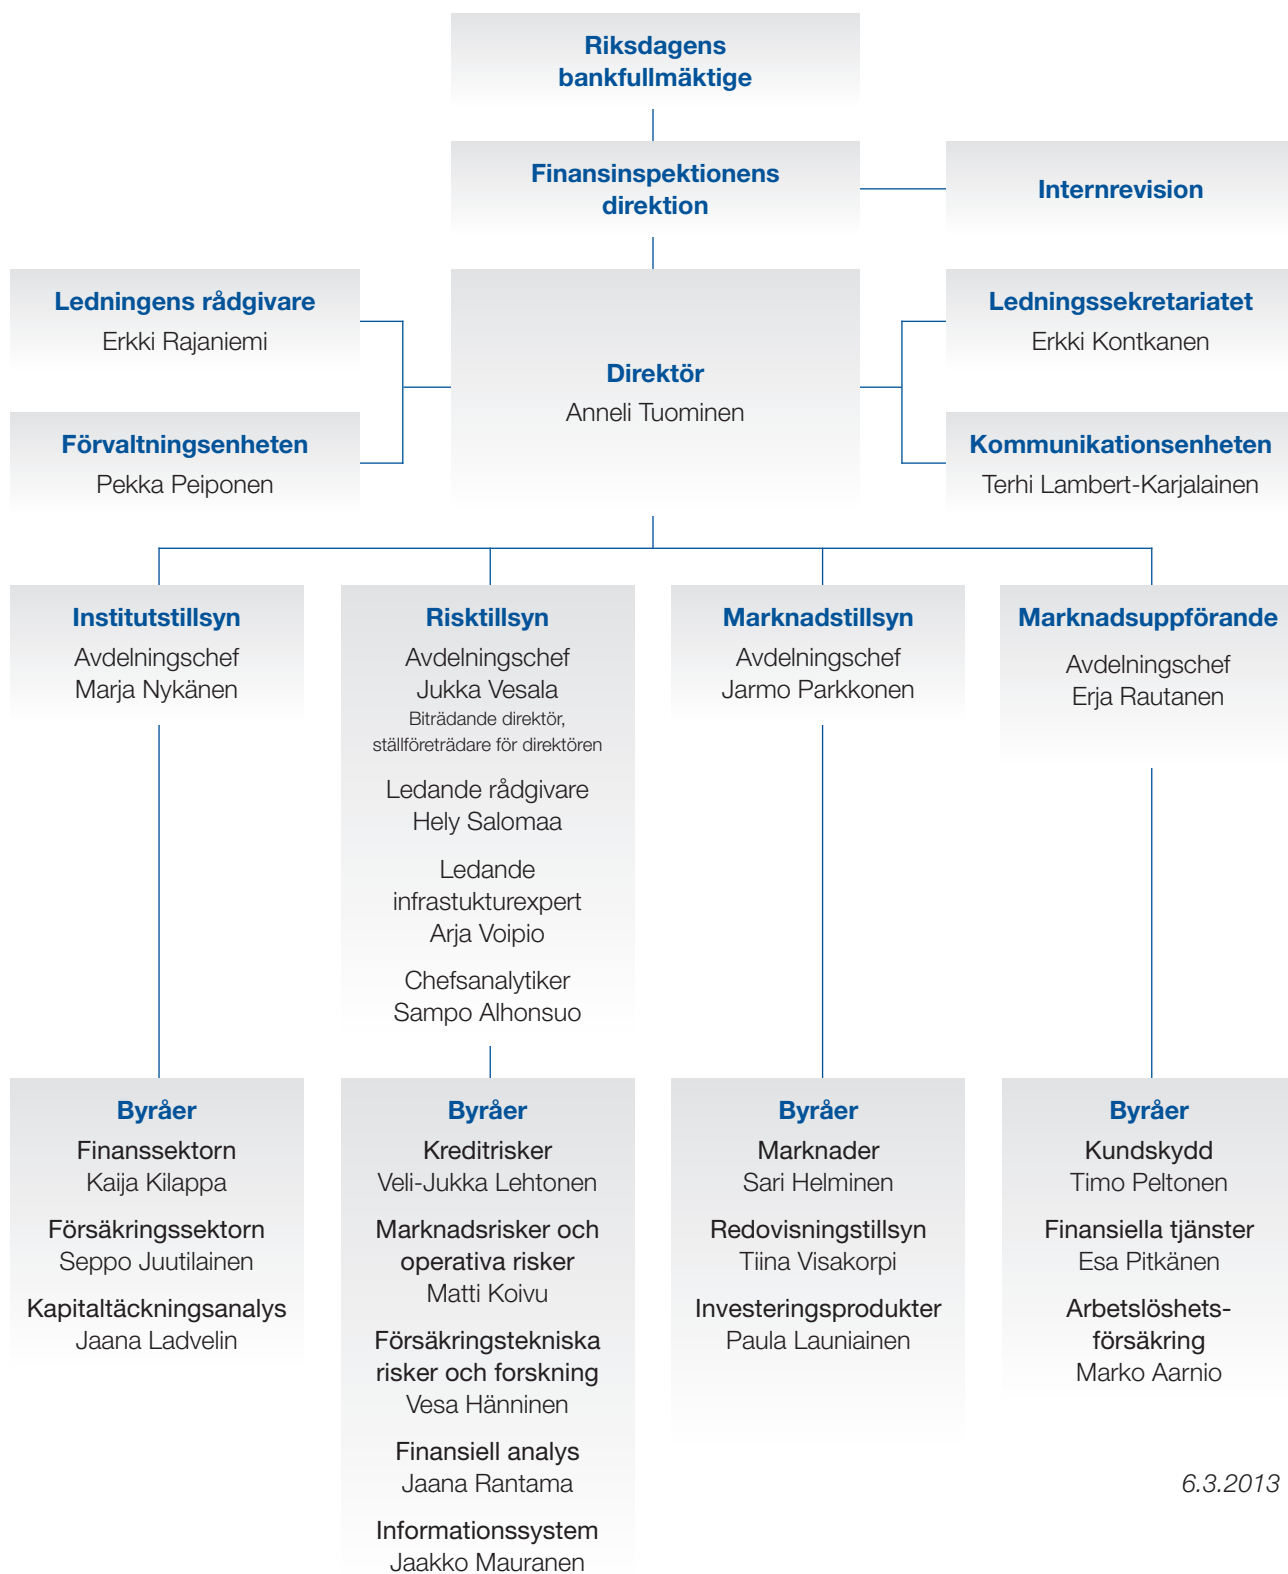 Riksdagens
bankfullmäktige
Finansinspektionens
direktion
Internrevision
Ledningens rådgivare
Erkki Rajaniemi
Förvaltningsenheten
Pekka Peiponen
Direktör
Anneli Tuominen
Ledningssekretariatet
Erkki Kontkanen
Kommunikationsenheten
Terhi Lambert-Karjalainen
Institutstillsyn
Avdelningschef
Marja Nykänen
Risktillsyn
Avdelningschef
Jukka Vesala
Biträdande direktör,
ställföreträdare för direktören
Ledande rådgivare
Hely Salomaa
Ledande
infrastukturexpert
Arja Voipio
Chefsanalytiker
Sampo Alhonsuo
Marknadstillsyn
Avdelningschef
Jarmo Parkkonen
Marknadsuppförande
Avdelningschef
Erja Rautanen
Byråer
Finanssektorn
Kaija Kilappa
Försäkringssektorn
Seppo Juutilainen
Kapitaltäckningsanalys
Jaana Ladvelin
Byråer
Kreditrisker
Veli-Jukka Lehtonen
Marknadsrisker och
operativa risker
Matti Koivu
Försäkringstekniska
risker och forskning
Vesa Hänninen
Finansiell analys
Jaana Rantama
Informationssystem
Jaakko Mauranen
Byråer
Marknader
Sari Helminen
Redovisningstillsyn
Tiina Visakorpi
Investeringsprodukter
Paula Launiainen
Byråer
Kundskydd
Timo Peltonen
Finansiella tjänster
Esa Pitkänen
Arbetslöshets-
försäkring
Marko Aarnio
6.3.2013